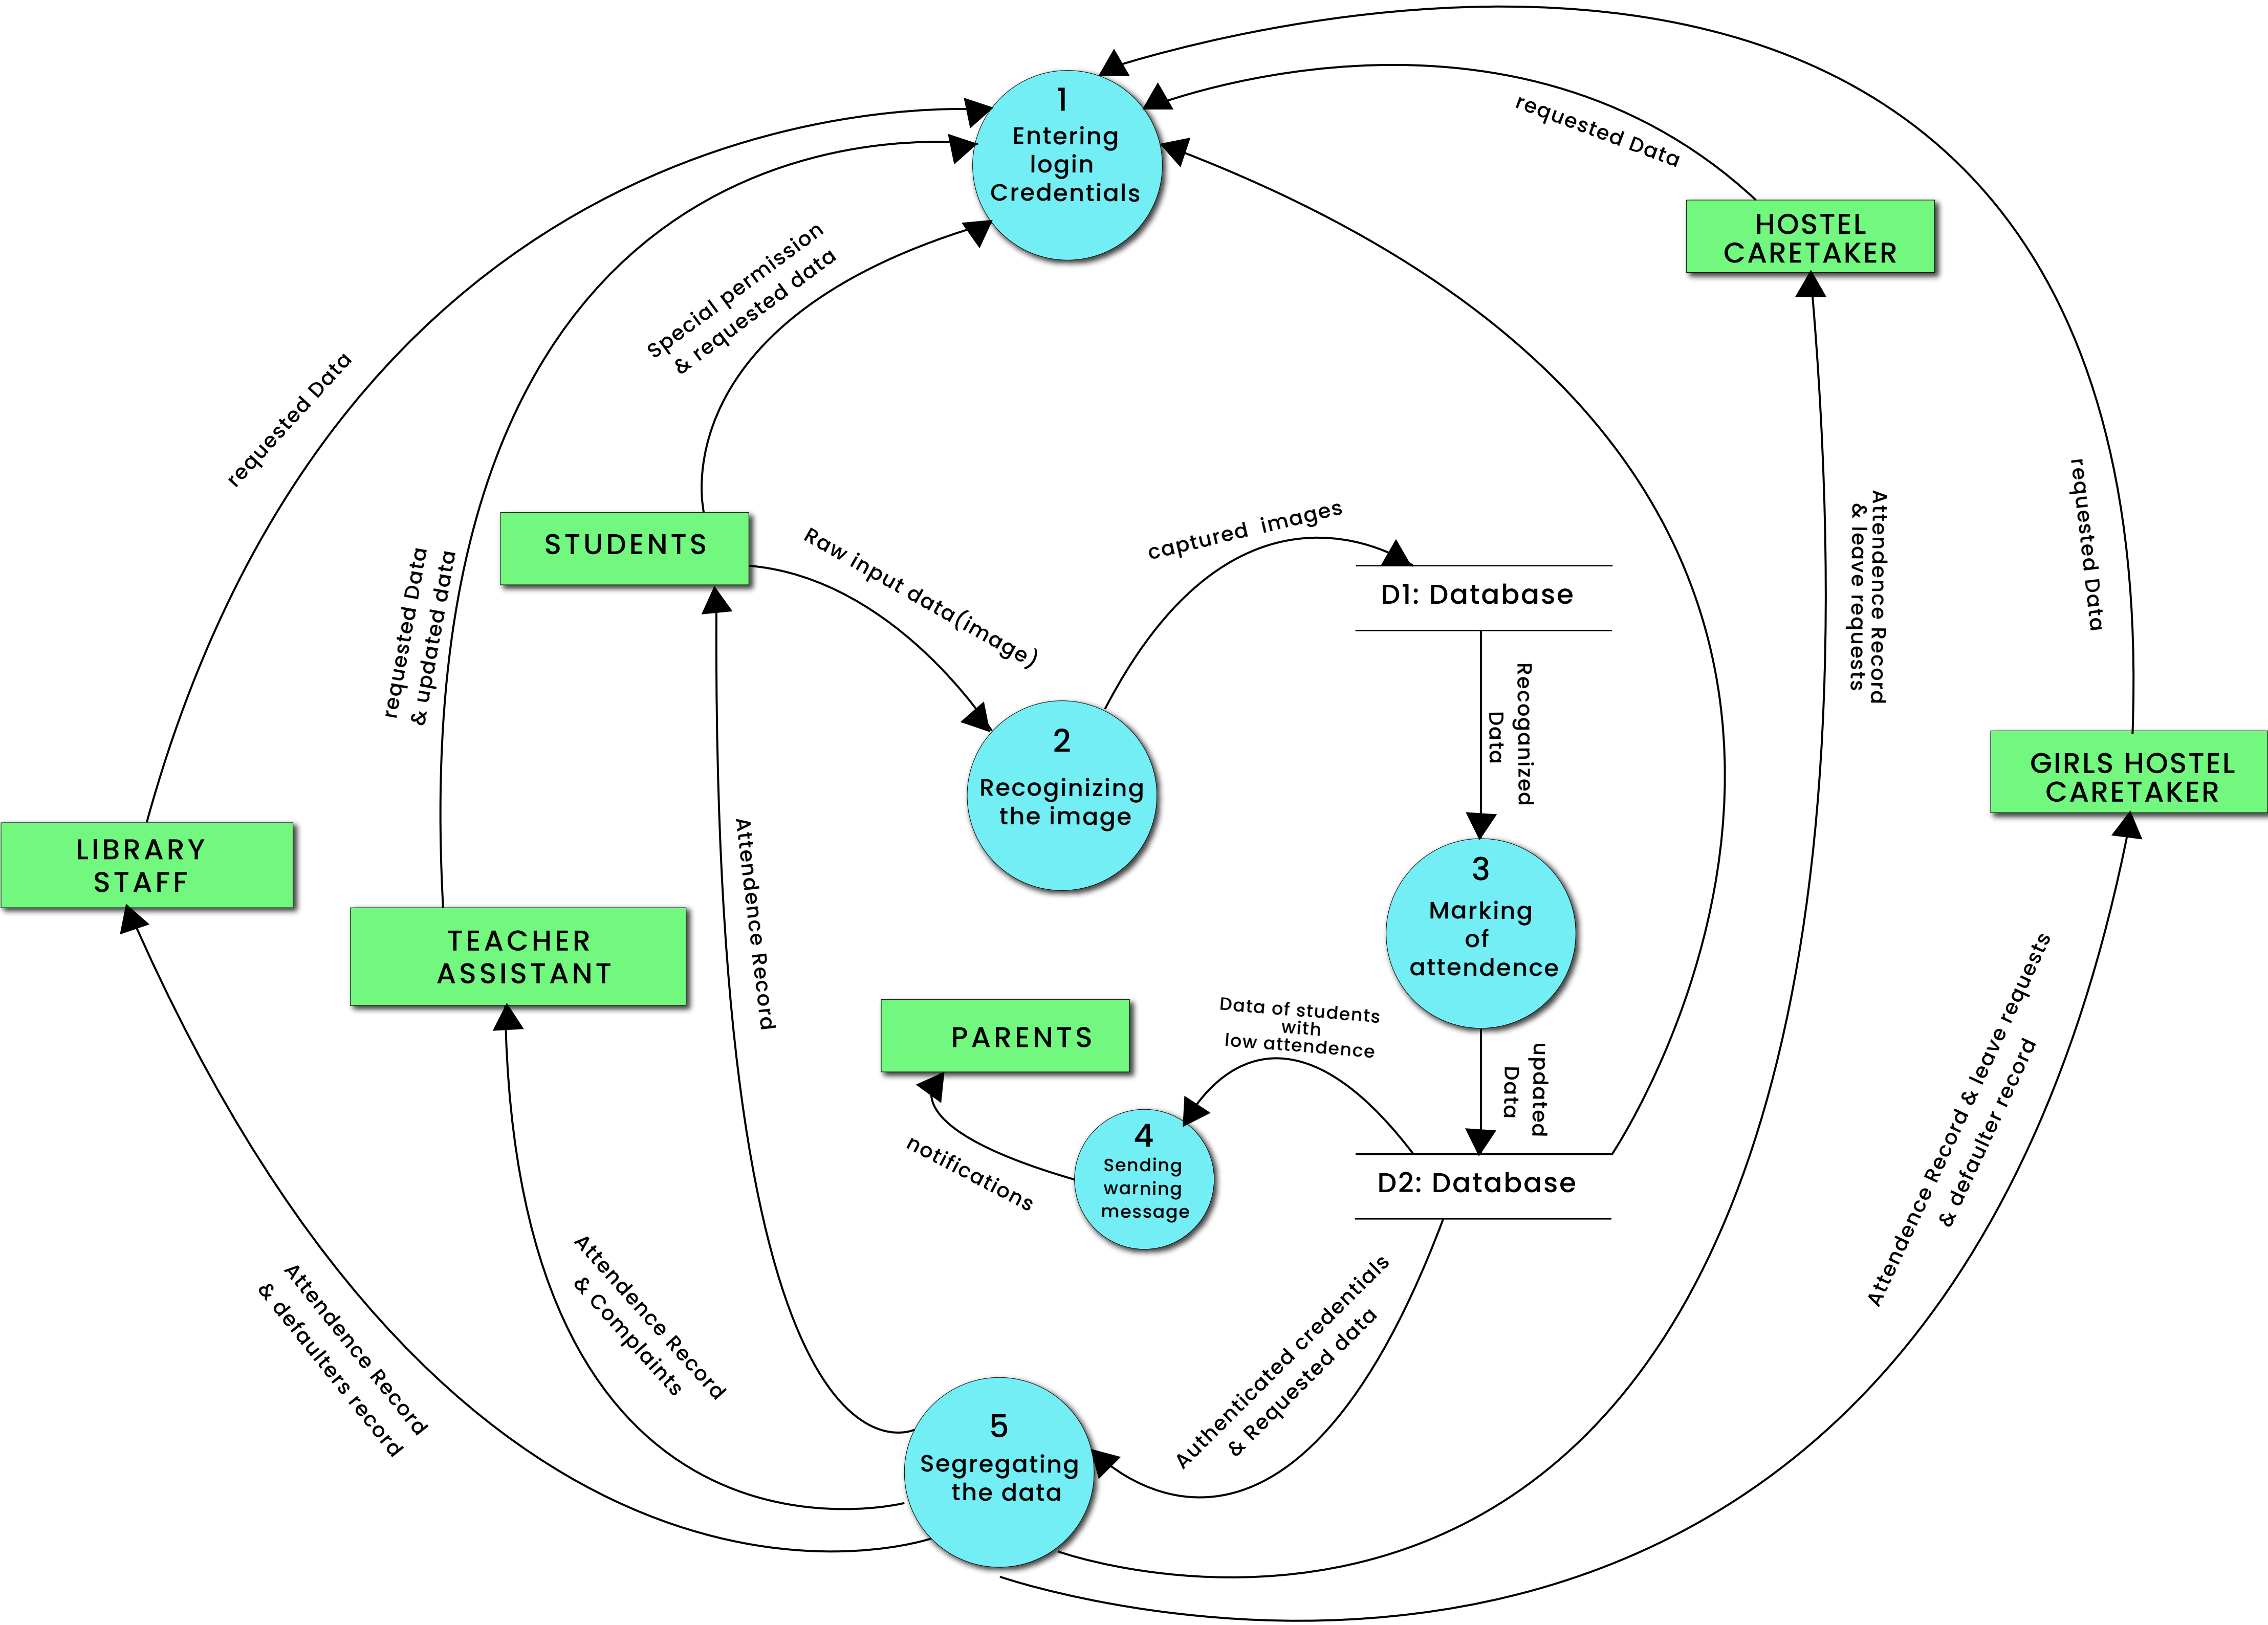 1
Entering
login
Credentials
requested Data
HOSTEL
CARETAKER
Special permission
& requested data
requested Data
requested Data
Attendence Record
& leave requests
captured images
STUDENTS
Raw input data(image)
requested Data
& updated data
D1: Database
Recoganized
Data
2
Recoginizing
the image
GIRLS HOSTEL
CARETAKER
LIBRARY
STAFF
Attendence Record
3
Marking
of
attendence
TEACHER
ASSISTANT
PARENTS
Data of students
with
low attendence
updated
Data
4
Sending
warning
message
notifications
D2: Database
Attendence Record & leave requests
& defaulter record
Attendence Record
& Complaints
Attendence Record
& defaulters record
Authenticated credentials
& Requested data
5
Segregating
the data